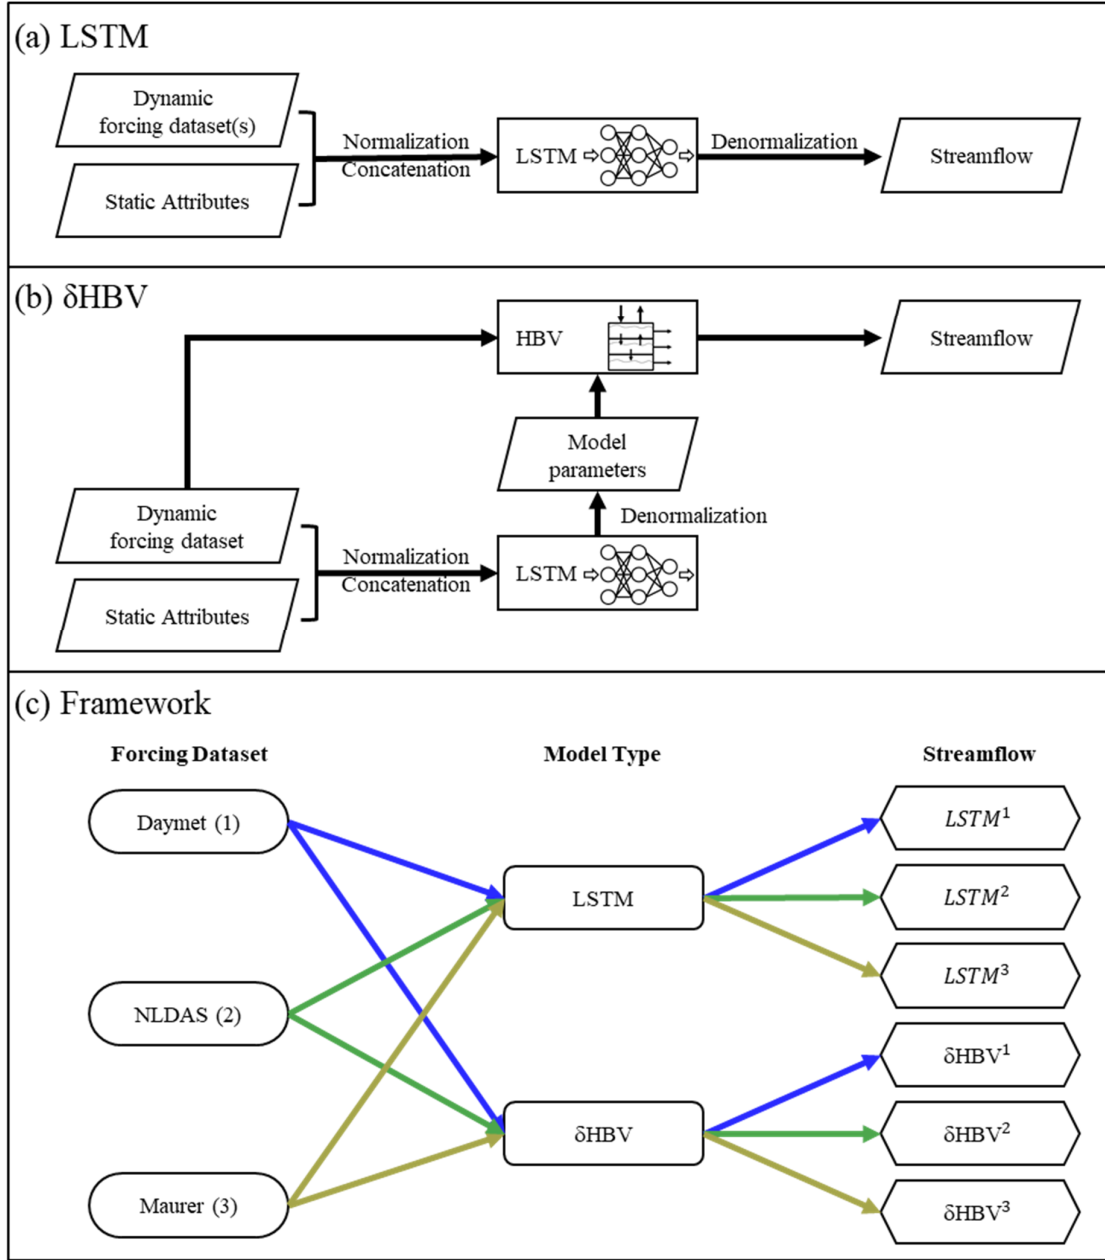 (a) LSTM
Dynamic
forcing dataset(s)
Static Attributes
Normalization
Concatenation
LSTM
Denormalization
Streamflow
(b) δHBV
HBV
Streamflow
Model
parameters
Denormalization
Dynamic
forcing dataset
Static Attributes
Normalization
Concatenation
LSTM
(c) Framework
Forcing Dataset
Model Type
Streamflow
Daymet (1)
NLDAS (2)
Maurer (3)
LSTM
δHBV
LSTM¹
LSTM²
LSTM³
δHBV¹
δHBV²
δHBV³